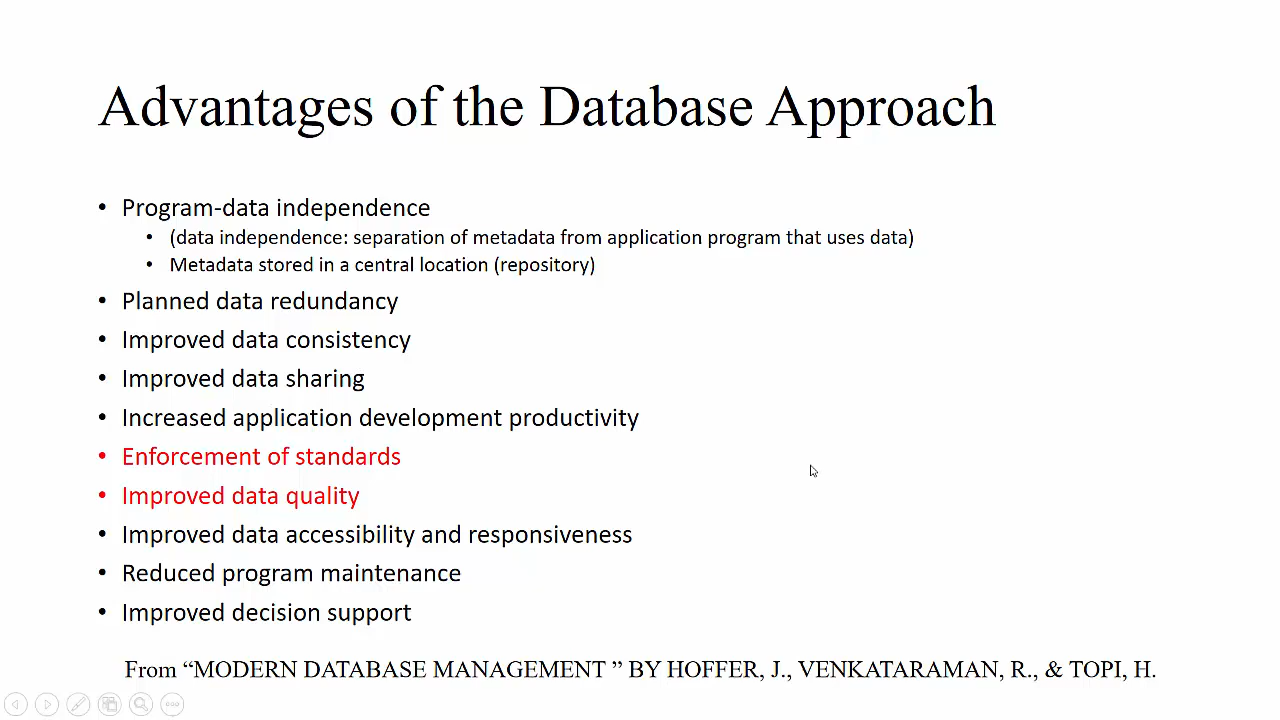 Advantages of the Database Approach
• Program-data independence
• (data independence: separation of metadata from application program that uses data)
• Metadata stored in a central location (repository)
• Planned data redundancy
• Improved data consistency
• Improved data sharing
• Increased application development productivity
• Enforcement of standards
• Improved data quality
• Improved data accessibility and responsiveness
• Reduced program maintenance
• Improved decision support
From “MODERN DATABASE MANAGEMENT ” BY HOFFER, J., VENKATARAMAN, R., & TOPI, H.